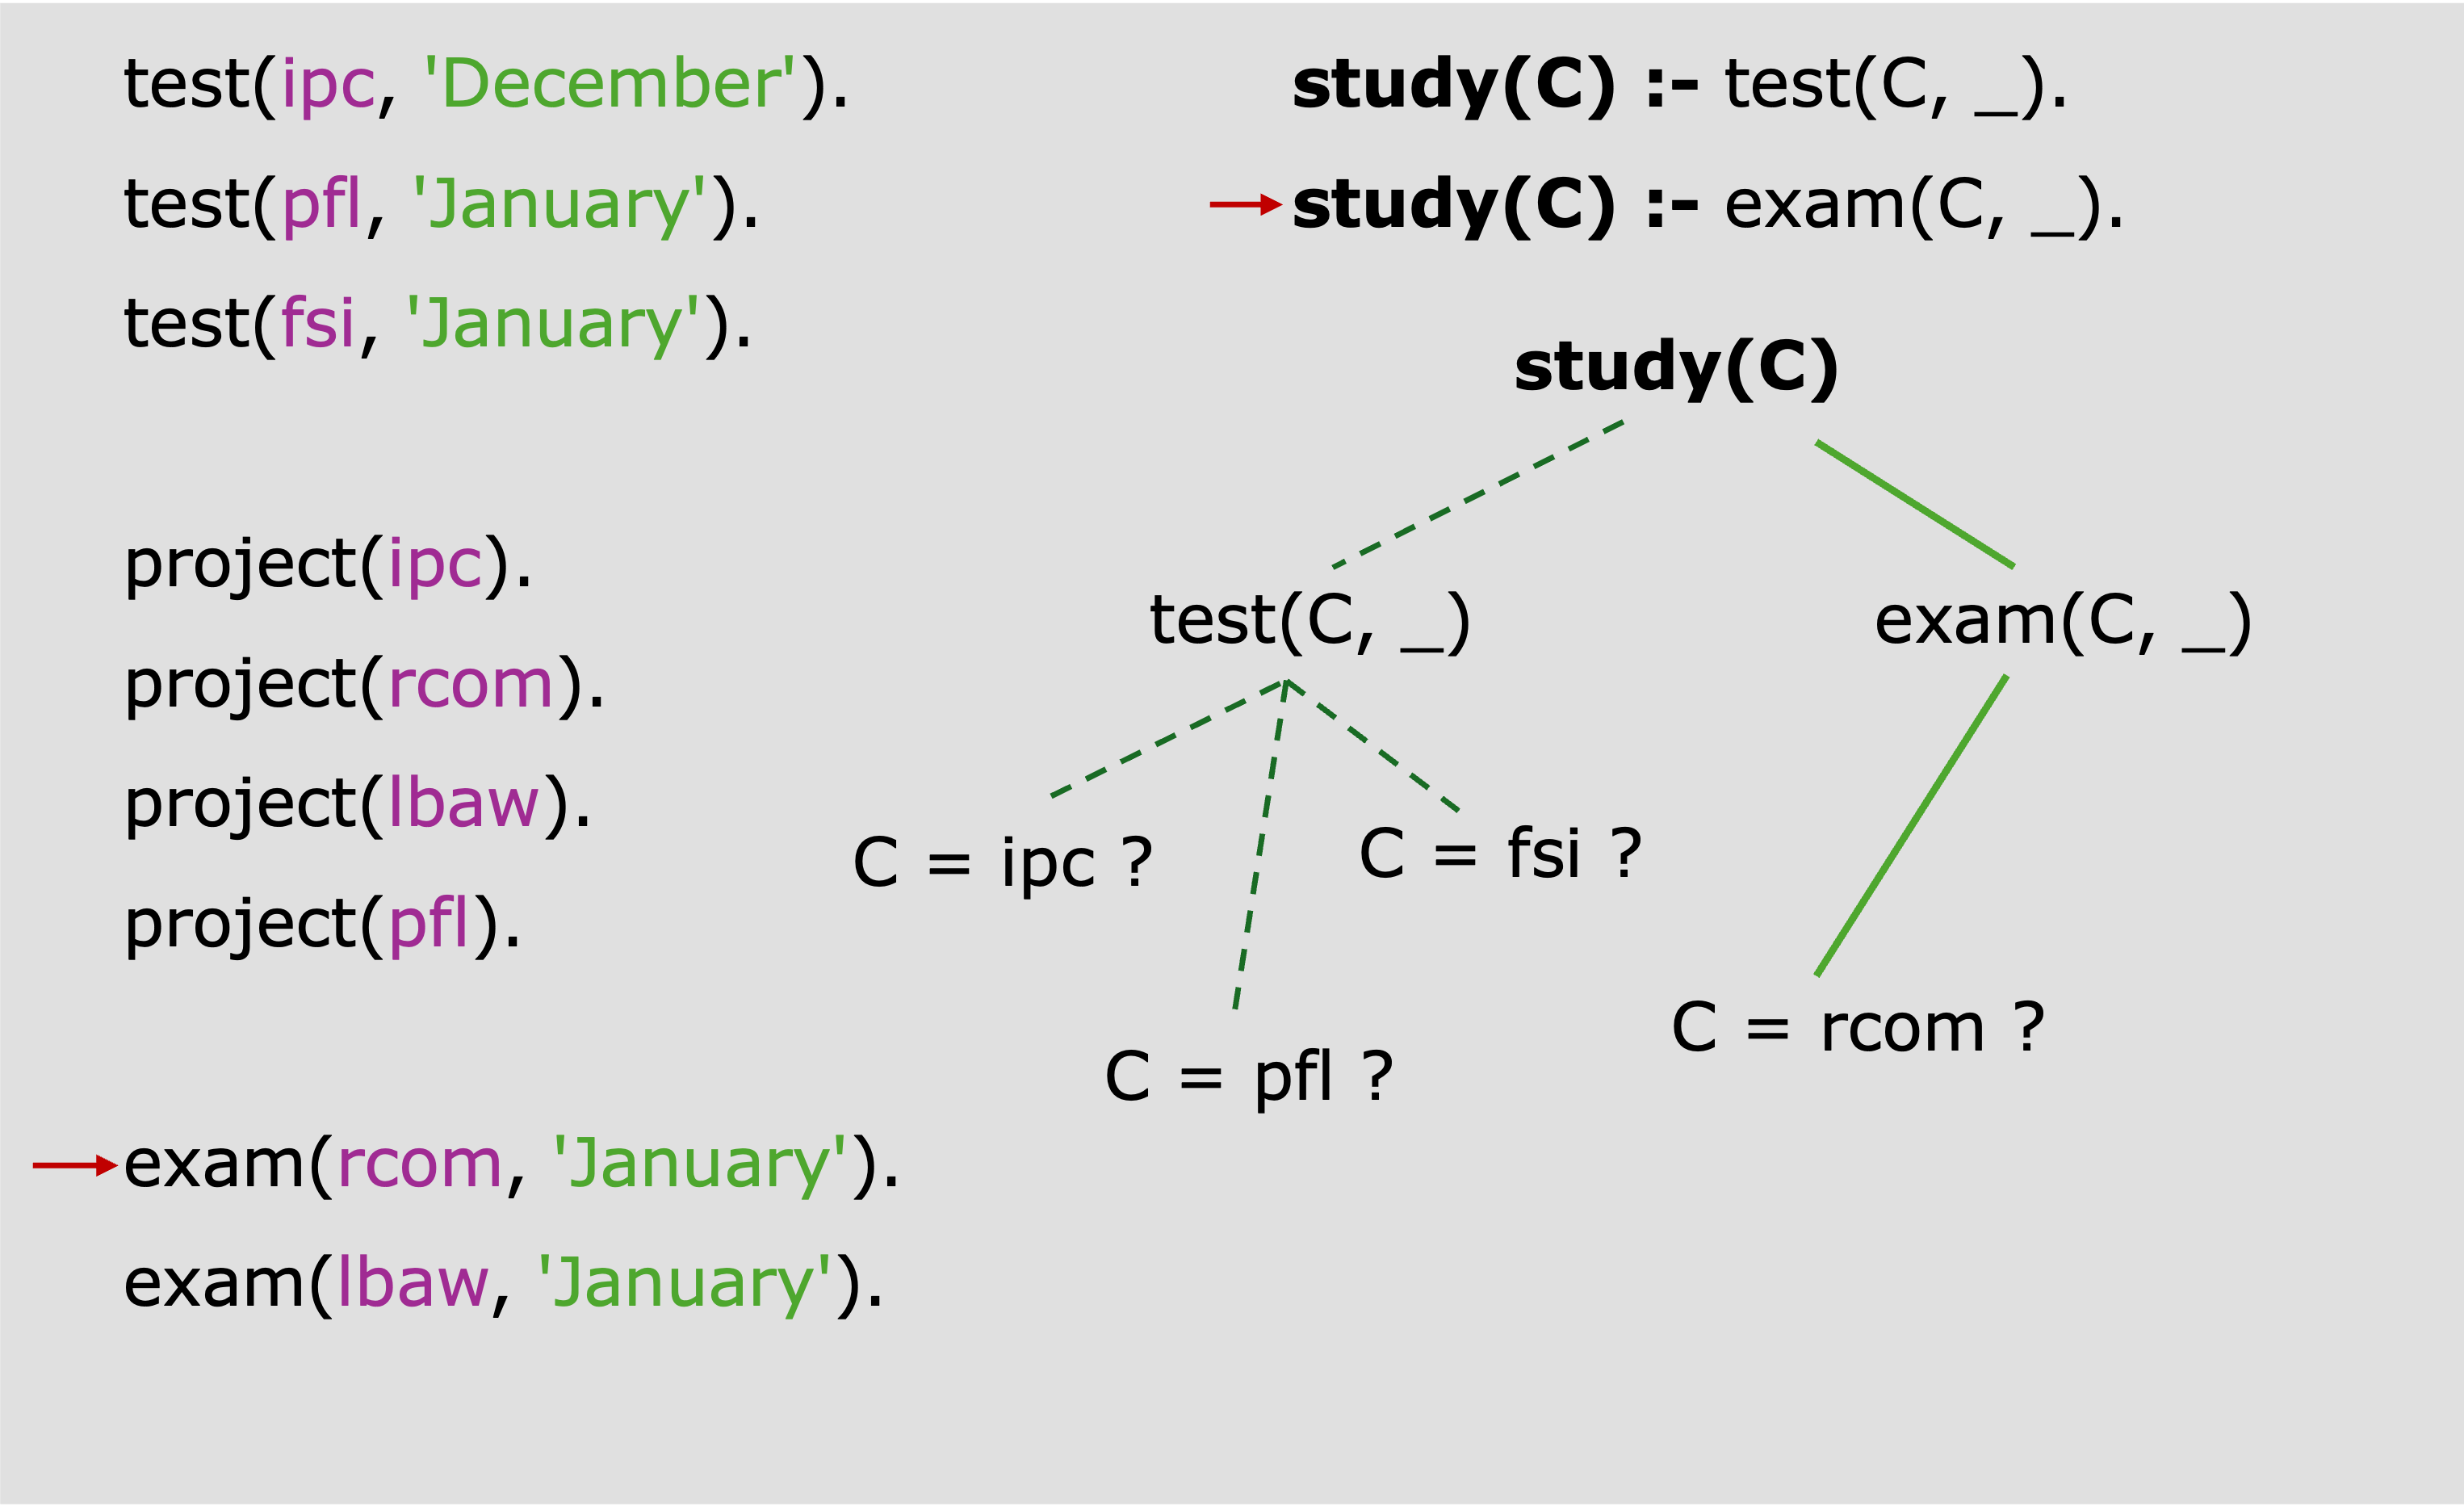 test(ipc, 'December').
test(pfl, 'January').
test(fsi, 'January').
project(ipc).
project(rcom).
project(lbaw).
project(pfl).
exam(rcom, 'January').
exam(lbaw, 'January').
study(C) :- test(C, _).
study(C) :- exam(C, _).
study(C)
test(C, _)
exam(C, _)
C = ipc ?
C = fsi ?
C = pfl ?
C = rcom ?